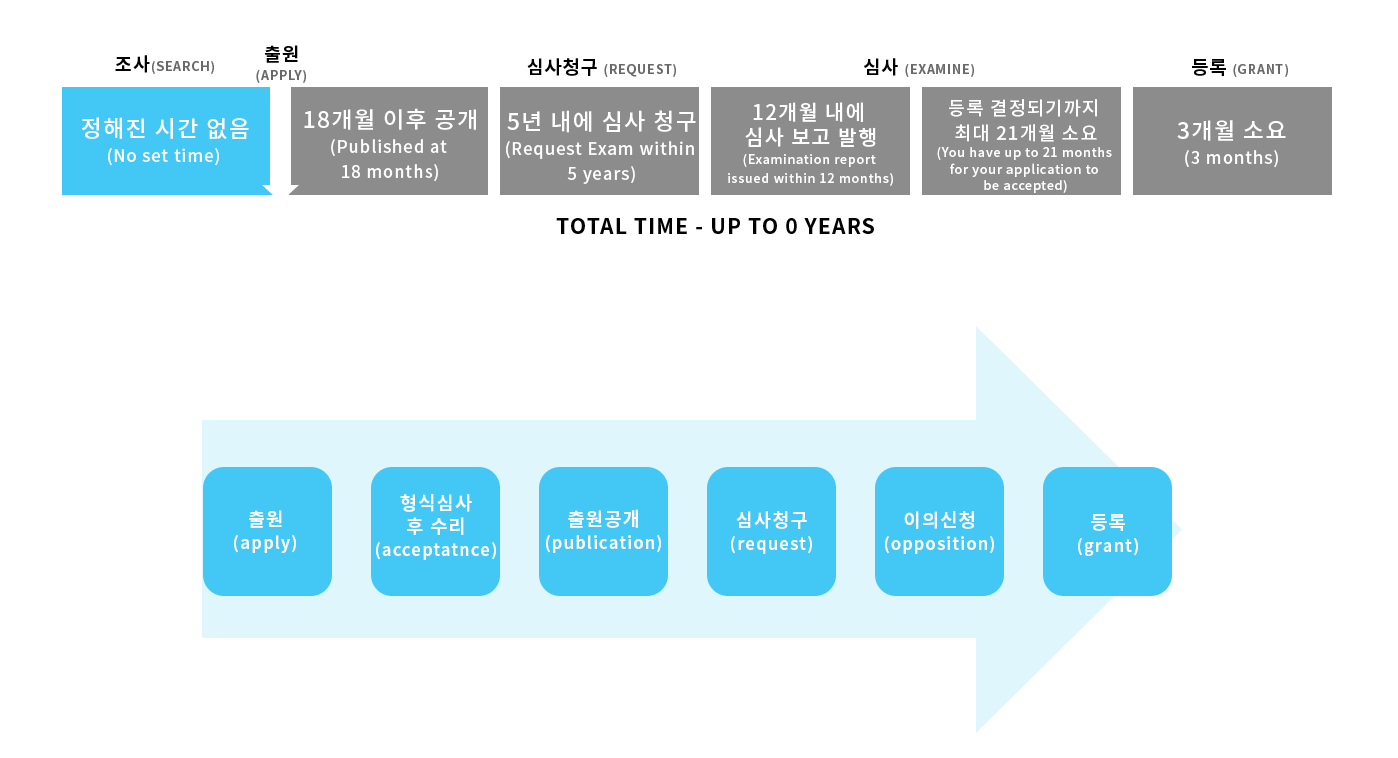 조사(SEARCH)
출원
(APPLY)
심사청구 (REQUEST)
심사 (EXAMINE)
등록 (GRANT)
정해진 시간 없음
(No set time)
18개월 이후 공개
(Published at
18 months)
5년 내에 심사 청구
(Request Exam within
5 years)
12개월 내에
심사 보고 발행
(Examination report
issued within 12 months)
등록 결정되기까지
최대 21개월 소요
(You have up to 21 months
for your application to
be accepted)
3개월 소요
(3 months)
TOTAL TIME - UP TO 0 YEARS
출원
(apply)
형식심사
후 수리
(acceptatnce)
출원공개
(publication)
심사청구
(request)
이의신청
(opposition)
등록
(grant)